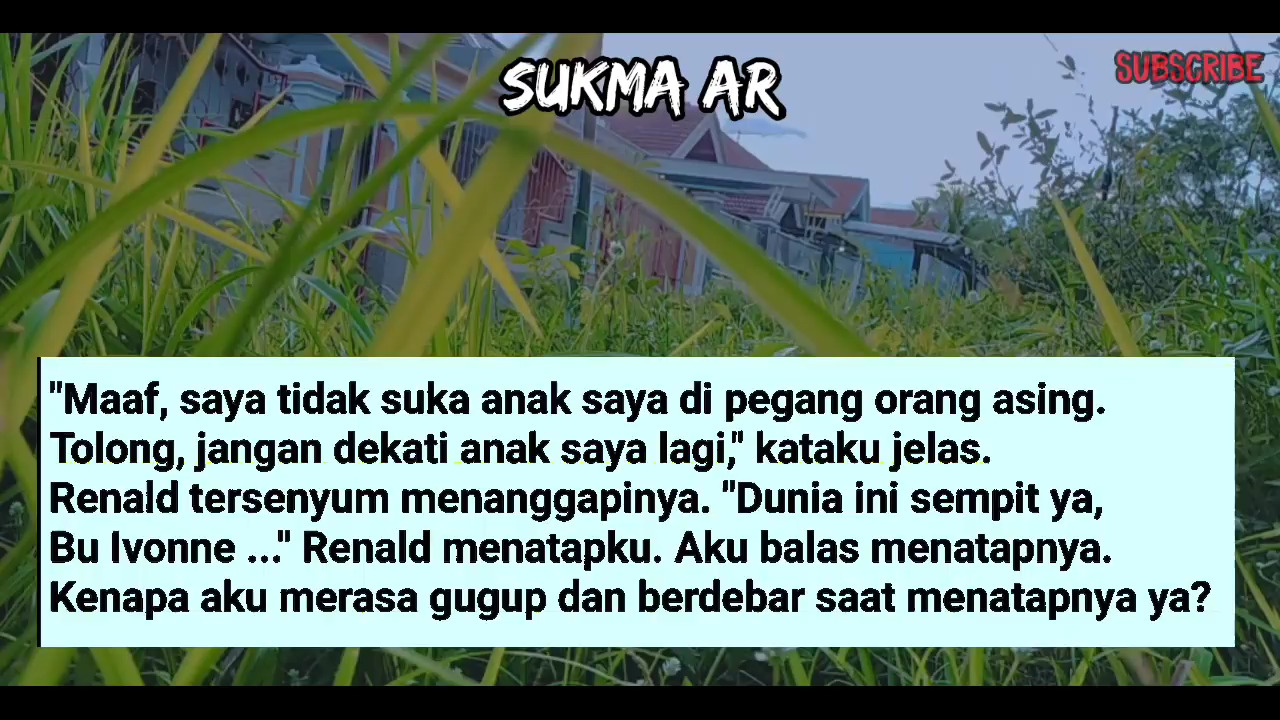 SUKMA AR
SUBSCRIBE
"Maaf, saya tidak suka anak saya di pegang orang asing.
Tolong, jangan dekati anak saya lagi," kataku jelas.
Renald tersenyum menanggapinya. "Dunia ini sempit ya,
Bu Ivonne ..." Renald menatapku. Aku balas menatapnya.
Kenapa aku merasa gugup dan berdebar saat menatapnya ya?